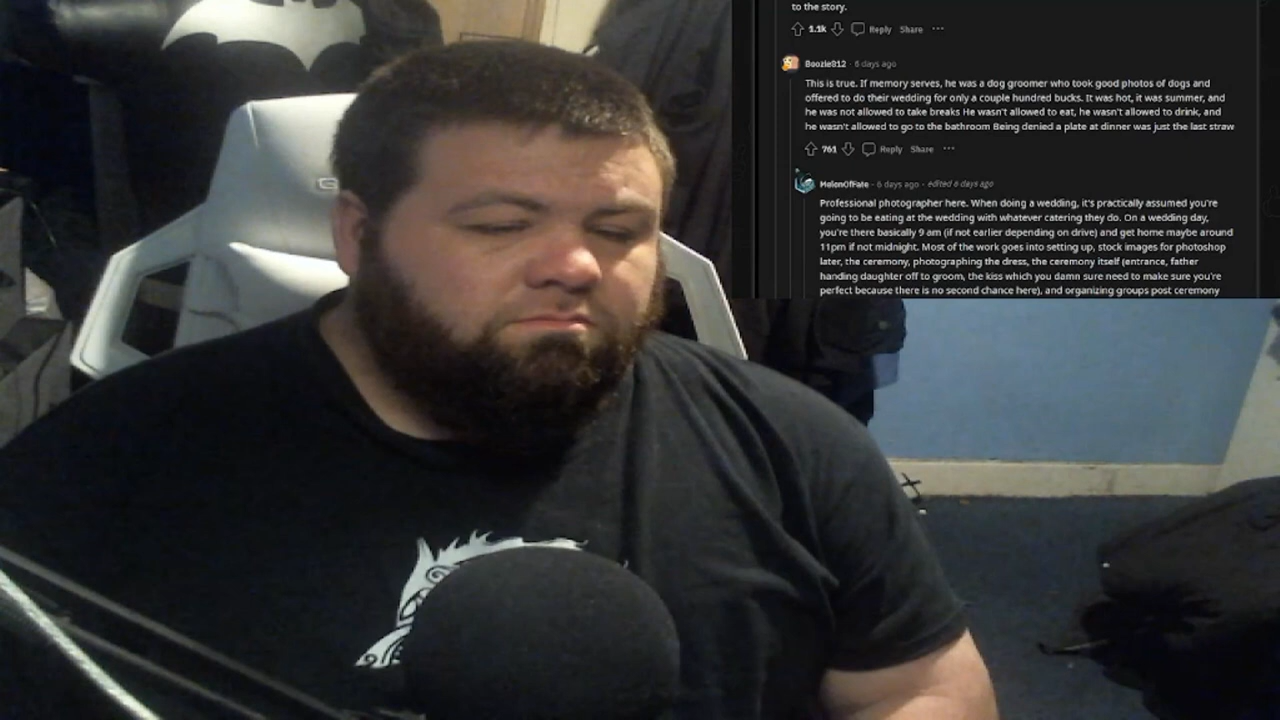 to the story.
1.1k Reply Share ...
Boozie812 · 6 days ago
This is true. If memory serves, he was a dog groomer who took good photos of dogs and
offered to do their wedding for only a couple hundred bucks. It was hot, it was summer, and
he was not allowed to take breaks He wasn't allowed to eat, he wasn't allowed to drink, and
he wasn't allowed to go to the bathroom Being denied a plate at dinner was just the last straw
761 Reply Share ...
MelonOfFate · 6 days ago · edited 6 days ago
Professional photographer here. When doing a wedding, it's practically assumed you're
going to be eating at the wedding with whatever catering they do. On a wedding day,
you're there basically 9 am (if not earlier depending on drive) and get home maybe around
11pm if not midnight. Most of the work goes into setting up, stock images for photoshop
later, the ceremony, photographing the dress, the ceremony itself (entrance, father
handing daughter off to groom, the kiss which you damn sure need to make sure you're
perfect because there is no second chance here), and organizing groups post ceremony